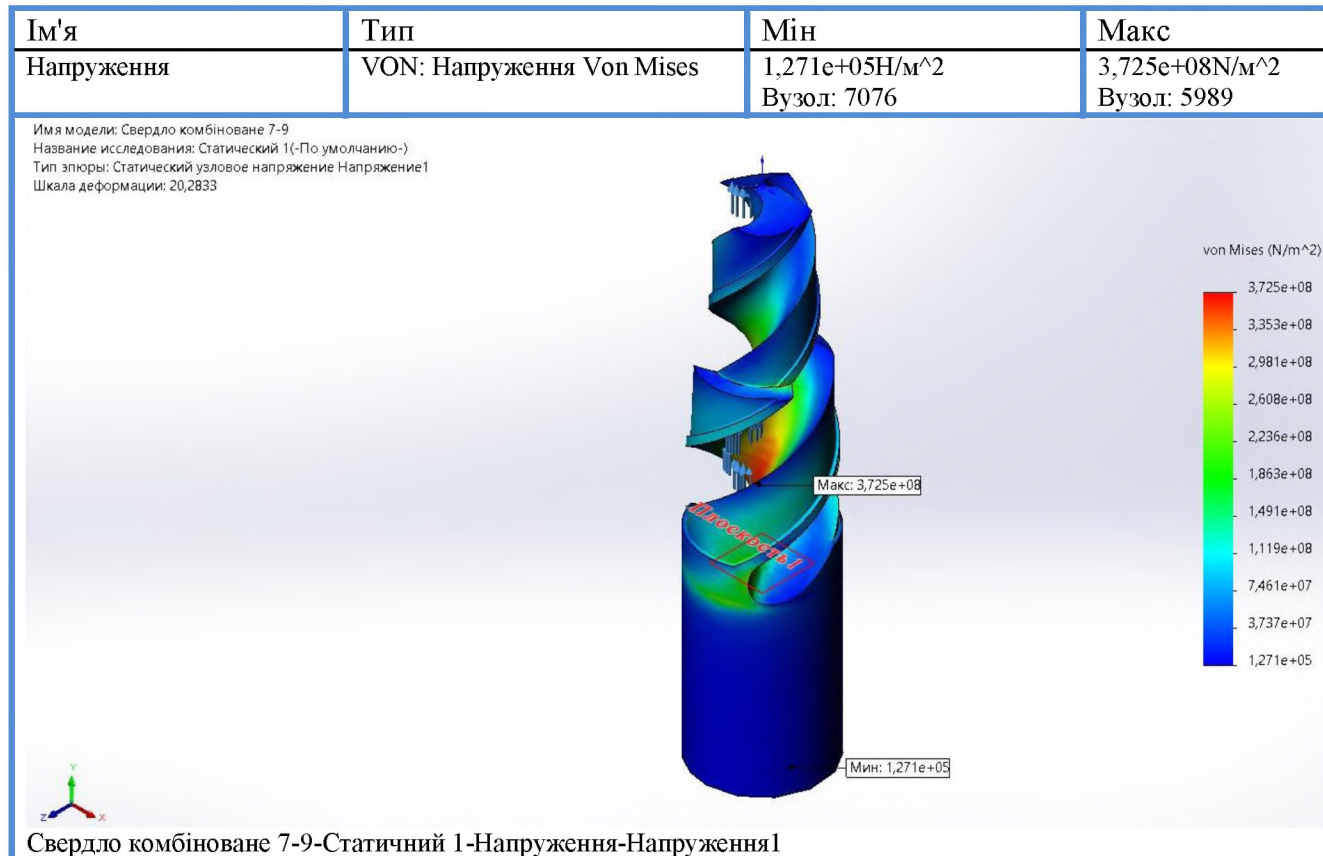 Ім'я Тип Мін Макс
Напруження VON: Напруження Von Mises 1,271e+05Н/м^2 3,725e+08N/м^2
Вузол: 7076 Вузол: 5989
Имя модели: Свердло комбіноване 7-9
Название исследования: Статический 1(-По умолчанию-)
Тип эпюры: Статический узловое напряжение Напряжение1
Шкала деформации: 20,2833
von Mises (N/m^2)
3,725e+08
3,353e+08
2,981e+08
2,608e+08
2,236e+08
1,863e+08
1,491e+08
1,119e+08
7,461e+07
3,737e+07
1,271e+05
Макс: 3,725e+08
Плоскость1
Мин: 1,271e+05
Y
Z X
Свердло комбіноване 7-9-Статичний 1-Напруження-Напруження1